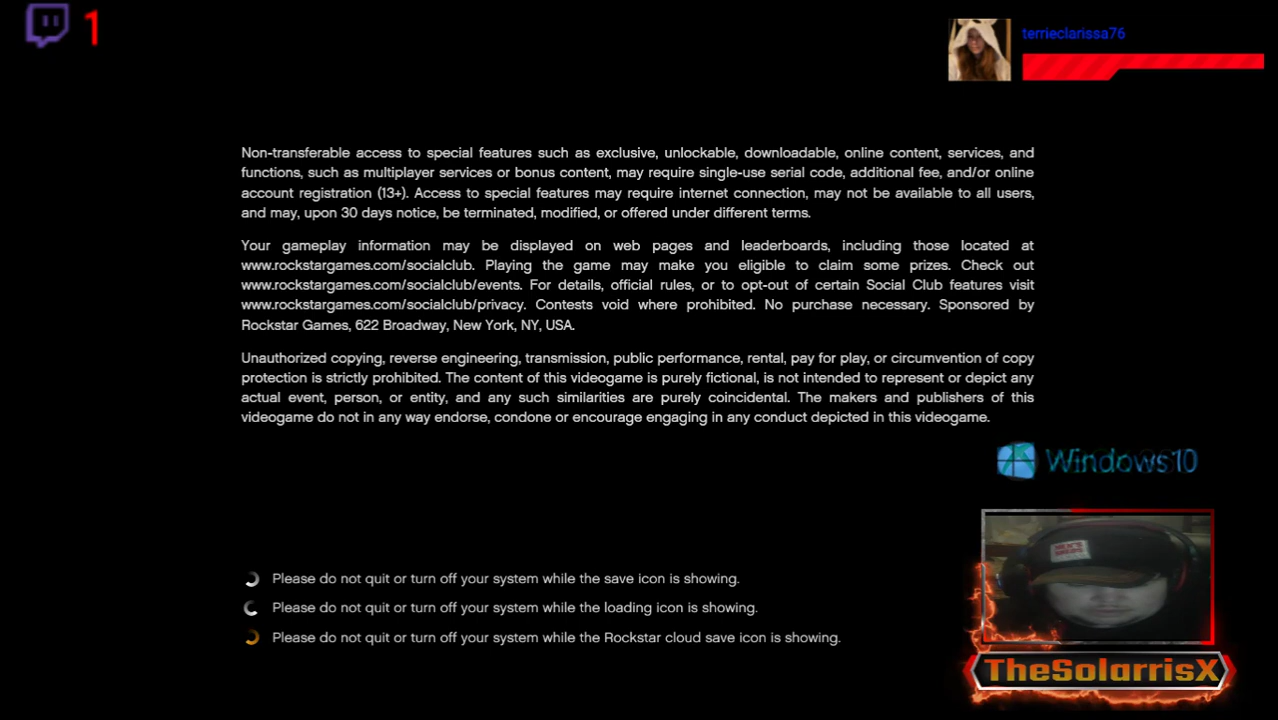 1
terrieclarissa76
Non-transferable access to special features such as exclusive, unlockable, downloadable, online content, services, and
functions, such as multiplayer services or bonus content, may require single-use serial code, additional fee, and/or online
account registration (13+). Access to special features may require internet connection, may not be available to all users,
and may, upon 30 days notice, be terminated, modified, or offered under different terms.
Your gameplay information may be displayed on web pages and leaderboards, including those located at
www.rockstargames.com/socialclub. Playing the game may make you eligible to claim some prizes. Check out
www.rockstargames.com/socialclub/events. For details, official rules, or to opt-out of certain Social Club features visit
www.rockstargames.com/socialclub/privacy. Contests void where prohibited. No purchase necessary. Sponsored by
Rockstar Games, 622 Broadway, New York, NY, USA.
Unauthorized copying, reverse engineering, transmission, public performance, rental, pay for play, or circumvention of copy
protection is strictly prohibited. The content of this videogame is purely fictional, is not intended to represent or depict any
actual event, person, or entity, and any such similarities are purely coincidental. The makers and publishers of this
videogame do not in any way endorse, condone or encourage engaging in any conduct depicted in this videogame.
Windows10
Please do not quit or turn off your system while the save icon is showing.
Please do not quit or turn off your system while the loading icon is showing.
Please do not quit or turn off your system while the Rockstar cloud save icon is showing.
TheSolarrisX